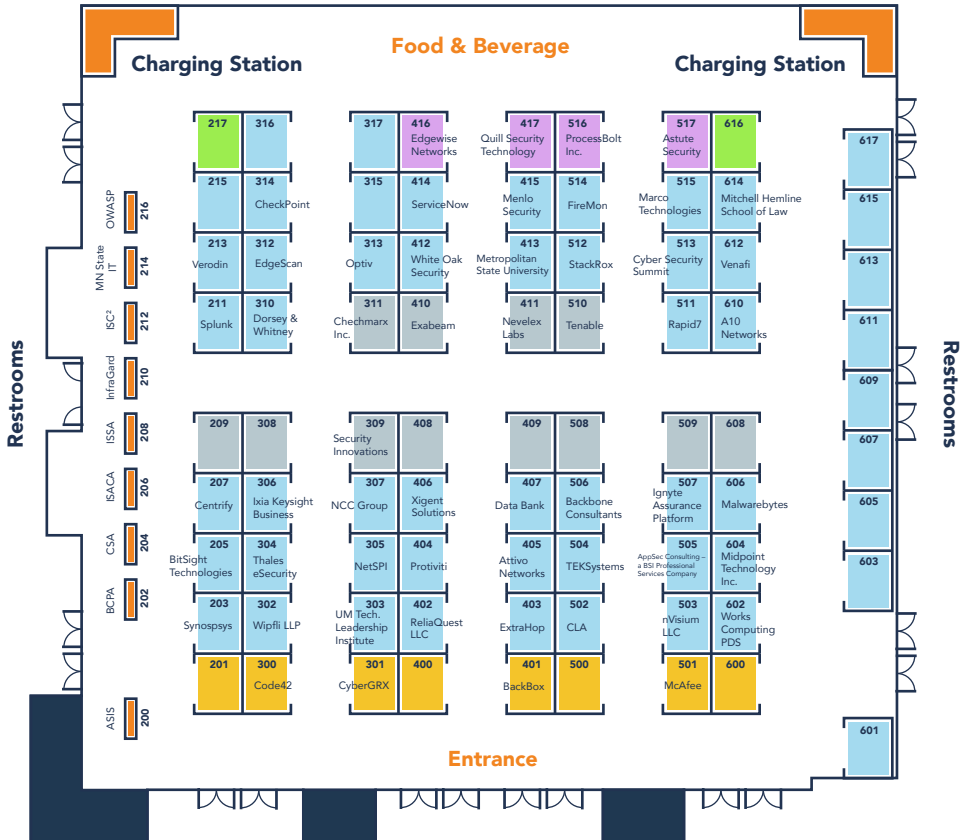 Food & Beverage
Charging Station
Charging Station
217
316
317
416
Edgewise
Networks
417
Quill Security
Technology
516
ProcessBolt
Inc.
517
Astute
Security
616
617
215
314
CheckPoint
315
414
ServiceNow
415
Menlo
Security
514
FireMon
515
Marco
Technologies
614
Mitchell Hemline
School of Law
615
OWASP
216
213
Verodin
312
EdgeScan
313
Optiv
412
White Oak
Security
413
Metropolitan
State University
512
StackRox
513
Cyber Security
Summit
612
Venafi
613
MN State
IT
214
211
Splunk
310
Dorsey &
Whitney
311
Chechmarx
Inc.
410
Exabeam
411
Nevelex
Labs
510
Tenable
511
Rapid7
610
A10
Networks
611
ISC²
212
InfraGard
210
609
Restrooms
Restrooms
ISSA
208
209
308
309
Security
Innovations
408
409
508
509
608
607
ISACA
206
207
Centrify
306
Ixia Keysight
Business
307
NCC Group
406
Xigent
Solutions
407
Data Bank
506
Backbone
Consultants
507
Ignyte
Assurance
Platform
606
Malwarebytes
605
CSA
204
205
BitSight
Technologies
304
Thales
eSecurity
305
NetSPI
404
Protiviti
405
Attivo
Networks
504
TEKSystems
505
AppSec Consulting –
a BSI Professional
Services Company
604
Midpoint
Technology
Inc.
603
BCPA
202
203
Synospsys
302
Wipfli LLP
303
UM Tech.
Leadership
Institute
402
ReliaQuest
LLC
403
ExtraHop
502
CLA
503
nVisium
LLC
602
Works
Computing
PDS
201
300
Code42
301
CyberGRX
400
401
BackBox
500
501
McAfee
600
ASIS
200
601
Entrance